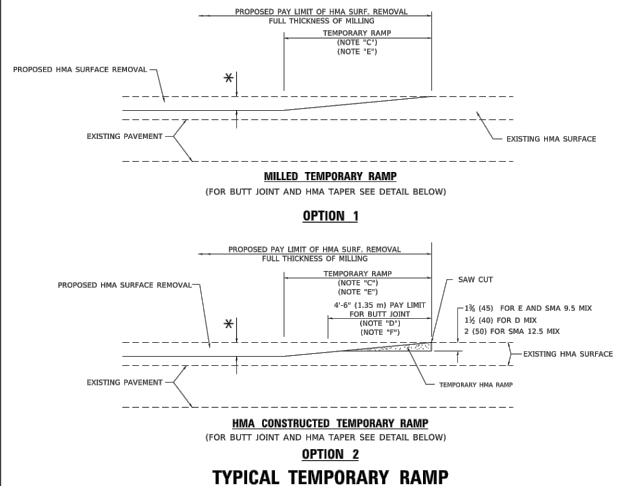 PROPOSED PAY LIMIT OF HMA SURF. REMOVAL
FULL THICKNESS OF MILLING
TEMPORARY RAMP
(NOTE "C")
(NOTE "E")
PROPOSED HMA SURFACE REMOVAL
*
EXISTING PAVEMENT
EXISTING HMA SURFACE
MILLED TEMPORARY RAMP
(FOR BUTT JOINT AND HMA TAPER SEE DETAIL BELOW)
OPTION 1
PROPOSED PAY LIMIT OF HMA SURF. REMOVAL
FULL THICKNESS OF MILLING
TEMPORARY RAMP
(NOTE "C")
(NOTE "E")
SAW CUT
PROPOSED HMA SURFACE REMOVAL
4'-6" (1.35 m) PAY LIMIT
FOR BUTT JOINT
(NOTE "D")
(NOTE "F")
1¾ (45) FOR E AND SMA 9.5 MIX
1½ (40) FOR D MIX
2 (50) FOR SMA 12.5 MIX
*
EXISTING HMA SURFACE
EXISTING PAVEMENT
TEMPORARY HMA RAMP
HMA CONSTRUCTED TEMPORARY RAMP
(FOR BUTT JOINT AND HMA TAPER SEE DETAIL BELOW)
OPTION 2
TYPICAL TEMPORARY RAMP